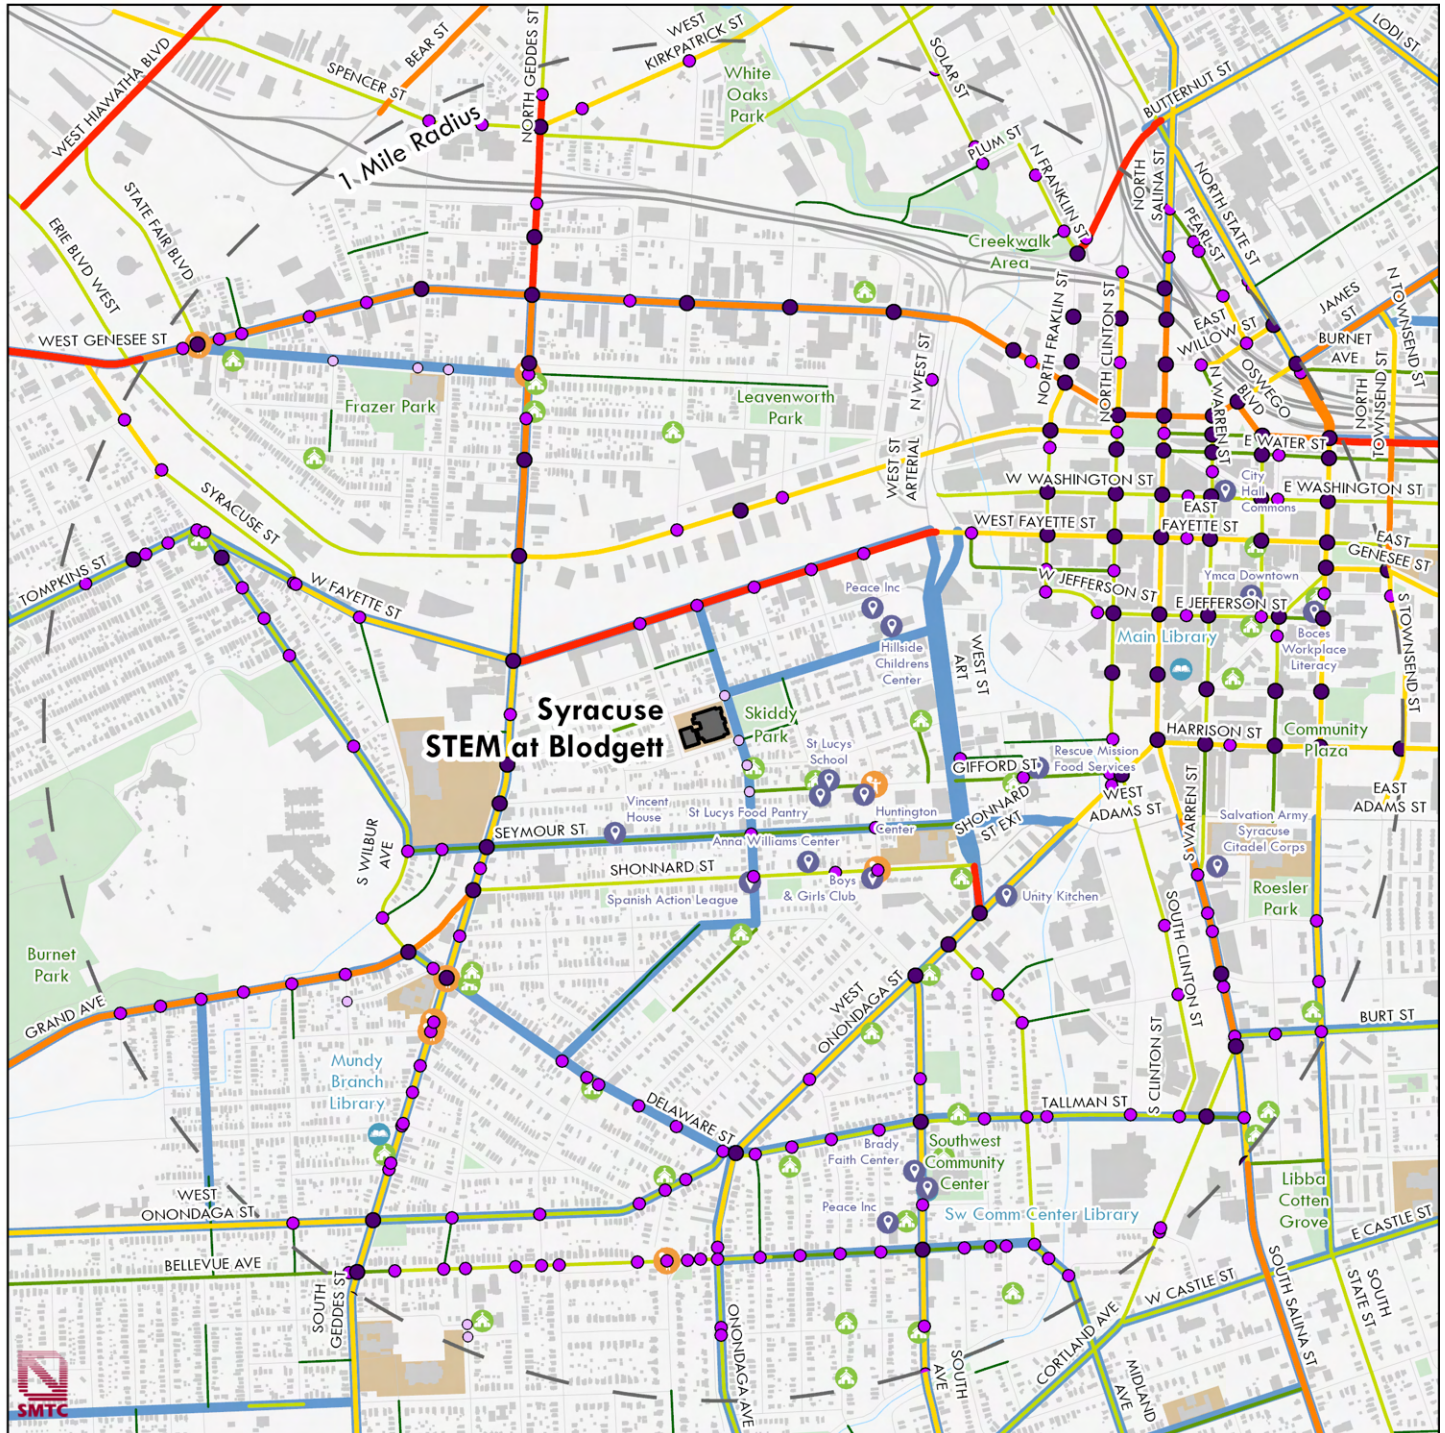 LODI ST
WEST HIAWATHA BLVD
BEAR ST
SPENCER ST
NORTH GEDDES ST
WEST
KIRKPATRICK ST
SOLAR ST
BUTTERNUT ST
White
Oaks
Park
1 Mile Radius
PLUM ST
N FRANKLIN ST
NORTH
SALINA ST
NORTH STATE ST
PEARL ST
STATE FAIR BLVD
ERIE BLVD WEST
Creekwalk
Area
WEST GENESEE ST
NORTH FRAKLIN ST
NORTH CLINTON ST
EAST
WILLOW ST
JAMES
ST
N TOWNSEND ST
BURNET
AVE
OSWEGO
BLVD
N WARREN ST
NORTH
TOWNSEND ST
N WEST ST
Frazer Park
Leavenworth
Park
E WATER ST
WEST ST
ARTERIAL
W WASHINGTON ST
City
Hall
Commons
E WASHINGTON ST
SYRACUSE ST
WEST FAYETTE ST
EAST
FAYETTE ST
EAST
GENESEE ST
TOMPKINS ST
W FAYETTE ST
Peace Inc
W JEFFERSON ST
Ymca Downtown
E JEFFERSON ST
S TOWNSEND ST
Hillside
Childrens
Center
WEST ST
ART
Main Library
Boces
Workplace
Literacy
Syracuse
STEM at Blodgett
Skiddy
Park
HARRISON ST
Community
Plaza
St Lucys
School
GIFFORD ST
Rescue Mission
Food Services
WEST
ADAMS ST
EAST
ADAMS ST
Vincent
House
St Lucys Food Pantry
Huntington
Center
SHONNARD
ST EXT
S WARREN ST
Salvation Army
Syracuse
Citadel Corps
S WILBUR
AVE
SEYMOUR ST
Anna Williams Center
SHONNARD ST
Spanish Action League
Boys
& Girls Club
Unity Kitchen
Roesler
Park
Burnet
Park
SOUTH CLINTON ST
GRAND AVE
WEST
ONONDAGA ST
BURT ST
S CLINTON ST
Mundy
Branch
Library
DELAWARE ST
TALLMAN ST
Brady
Faith Center
Southwest
Community
Center
Libba
Cotten
Grove
WEST
ONONDAGA ST
Peace Inc
Sw Comm Center Library
E CASTLE ST
BELLEVUE AVE
W CASTLE ST
SOUTH
GEDDES ST
ONONDAGA AVE
SOUTH
AVE
CORTLAND AVE
MIDLAND
AVE
SOUTH SALINA ST
SOUTH
STATE ST
SMTC